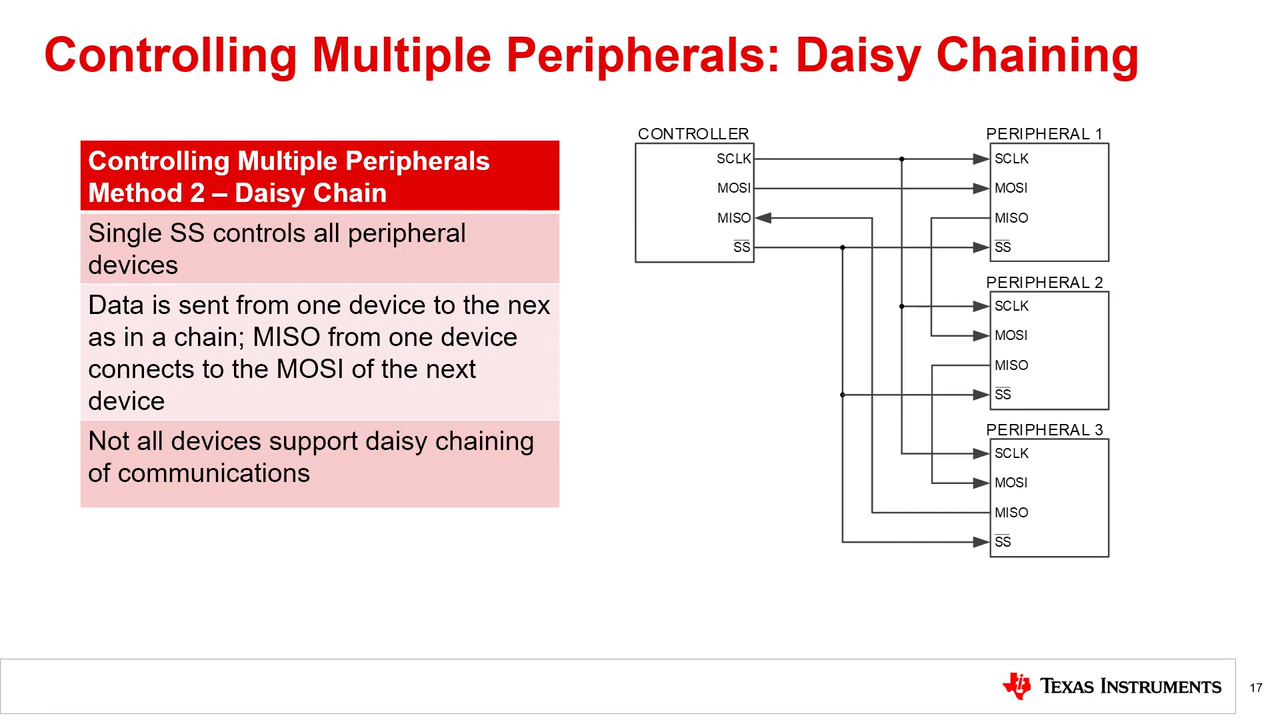 Controlling Multiple Peripherals: Daisy Chaining
Controlling Multiple Peripherals
Method 2 – Daisy Chain
Single SS controls all peripheral
devices
Data is sent from one device to the nex
as in a chain; MISO from one device
connects to the MOSI of the next
device
Not all devices support daisy chaining
of communications
CONTROLLER
SCLK
MOSI
MISO
SS
PERIPHERAL 1
SCLK
MOSI
MISO
SS
PERIPHERAL 2
SCLK
MOSI
MISO
SS
PERIPHERAL 3
SCLK
MOSI
MISO
SS
TEXAS INSTRUMENTS
17